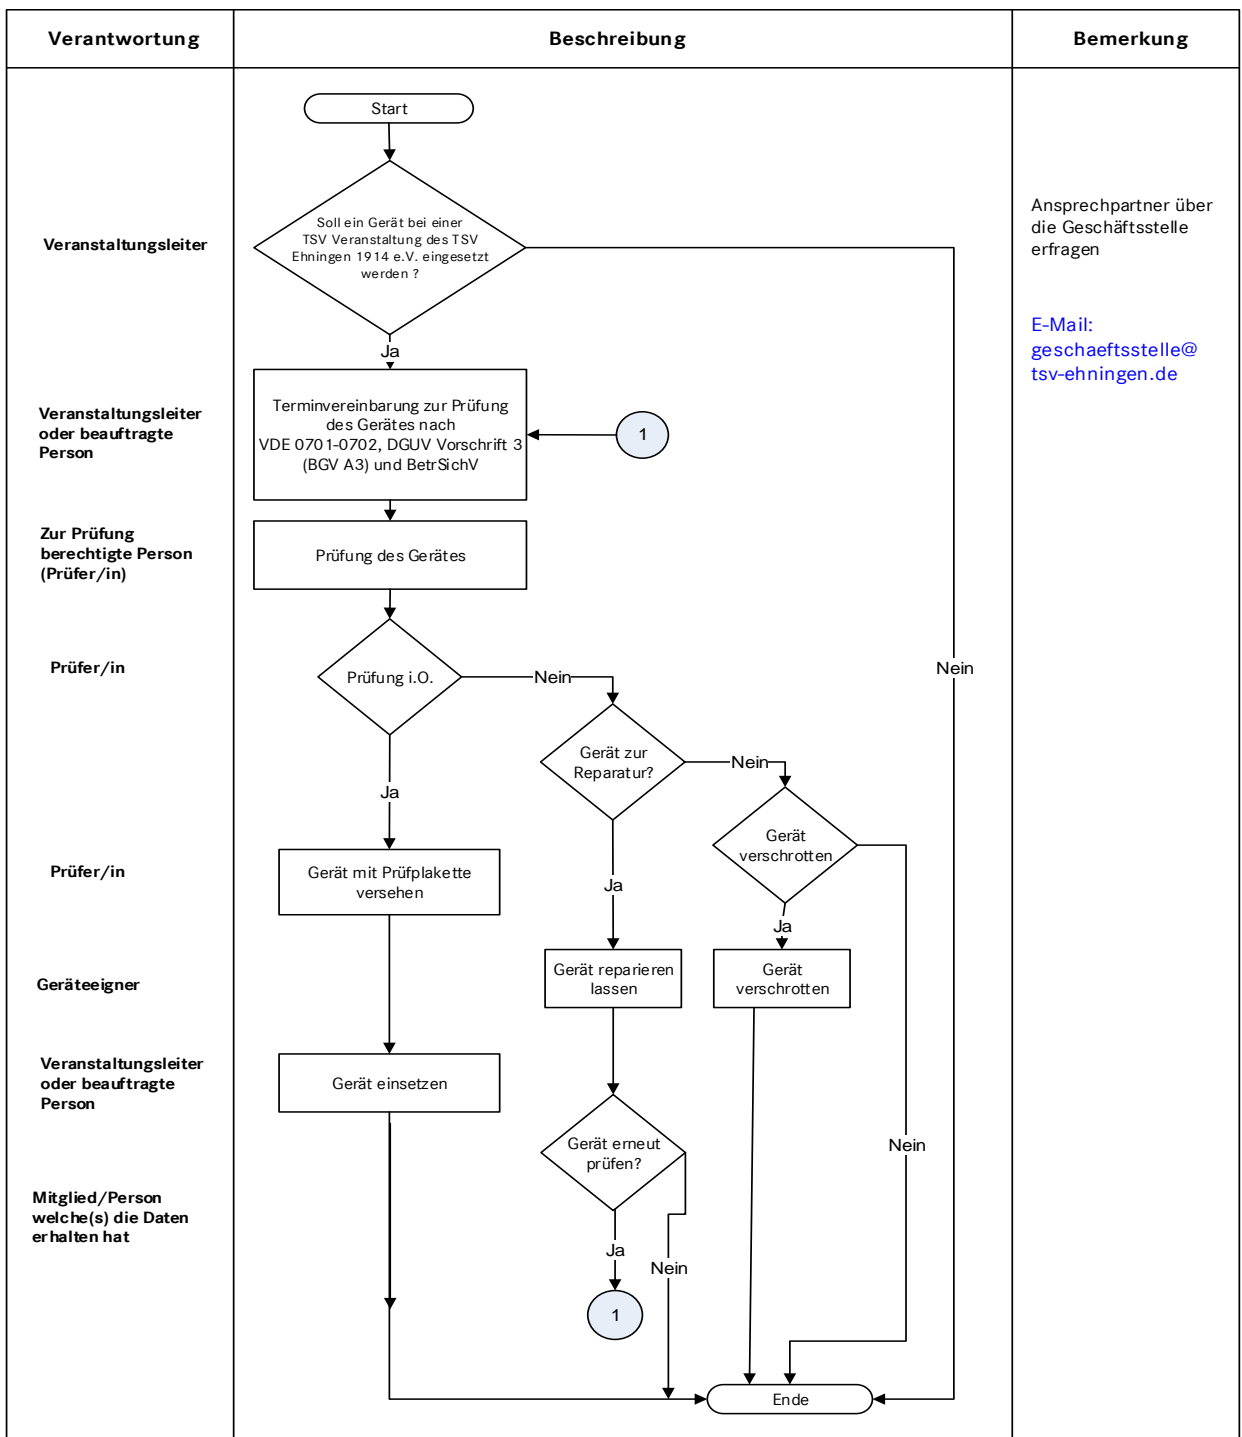 Verantwortung
Beschreibung
Bemerkung
Start
Soll ein Gerät bei einer
TSV Veranstaltung des TSV
Ehningen 1914 e.V. eingesetzt
werden ?
Veranstaltungsleiter
Ansprechpartner über
die Geschäftsstelle
erfragen
E-Mail:
geschaeftsstelle@
tsv-ehningen.de
Ja
Veranstaltungsleiter
oder beauftragte
Person
Terminvereinbarung zur Prüfung
des Gerätes nach
VDE 0701-0702, DGUV Vorschrift 3
(BGV A3) und BetrSichV
1
Zur Prüfung
berechtigte Person
(Prüfer/in)
Prüfung des Gerätes
Prüfer/in
Prüfung i.O.
Nein
Nein
Gerät zur
Reparatur?
Nein
Ja
Gerät
verschrotten
Prüfer/in
Gerät mit Prüfplakette
versehen
Ja
Ja
Geräteeigner
Gerät reparieren
lassen
Gerät
verschrotten
Veranstaltungsleiter
oder beauftragte
Person
Gerät einsetzen
Gerät erneut
prüfen?
Nein
Mitglied/Person
welche(s) die Daten
erhalten hat
Ja
Nein
1
Ende